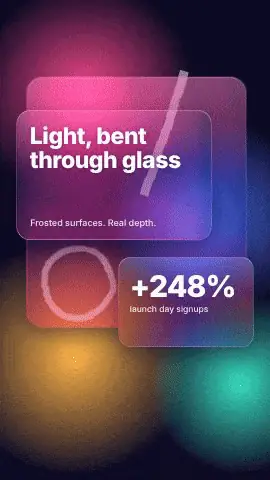 Light, bent
through glass
Frosted surfaces. Real depth.
+248%
launch day signups